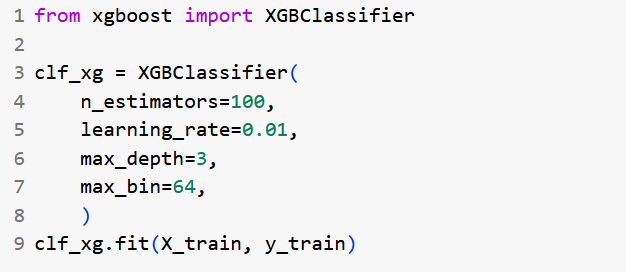 1 from xgboost import XGBClassifier
2
3 clf_xg = XGBClassifier(
4     n_estimators=100,
5     learning_rate=0.01,
6     max_depth=3,
7     max_bin=64,
8     )
9 clf_xg.fit(X_train, y_train)